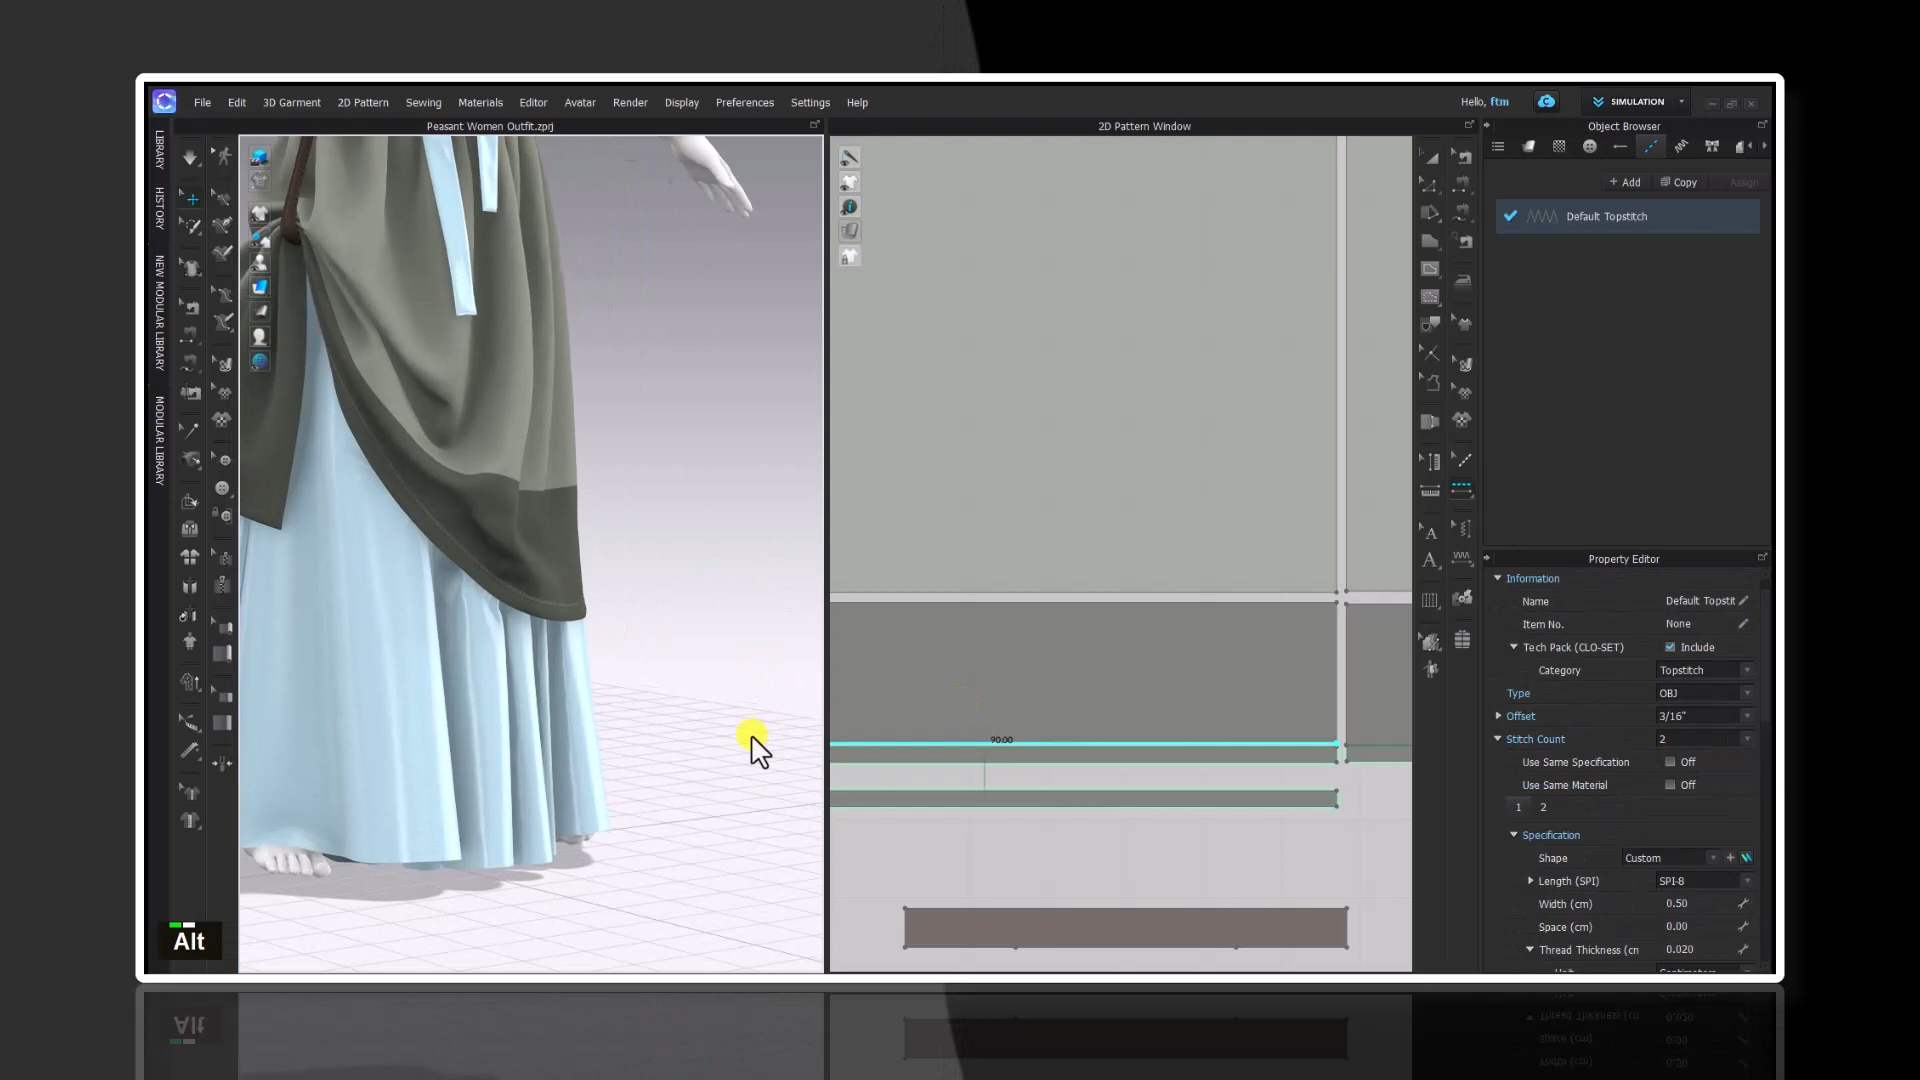 File Edit 3D Garment 2D Pattern Sewing Materials Editor Avatar Render Display Preferences Settings Help
Hello, ftm
SIMULATION
Peasant Women Outfit.zprj
2D Pattern Window
Object Browser
LIBRARY
HISTORY
NEW MODULAR LIBRARY
MODULAR LIBRARY
+ Add Copy Assign
Default Topstitch
90.00
Property Editor
Information
Name Default Topstit
Item No. None
Tech Pack (CLO-SET) Include
Category Topstitch
Type OBJ
Offset 3/16"
Stitch Count 2
Use Same Specification Off
Use Same Material Off
1 2
Specification
Shape Custom
Length (SPI) SPI-8
Width (cm) 0.50
Space (cm) 0.00
Thread Thickness (cn 0.020
A
A
Alt